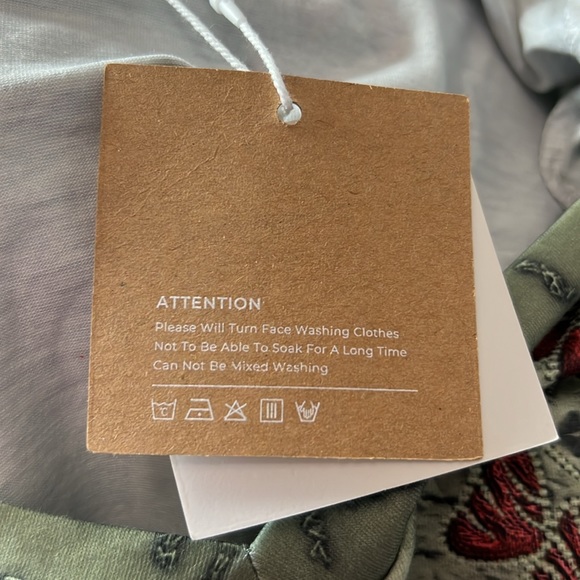 ATTENTION
Please Will Turn Face Washing Clothes
Not To Be Able To Soak For A Long Time
Can Not Be Mixed Washing
°C